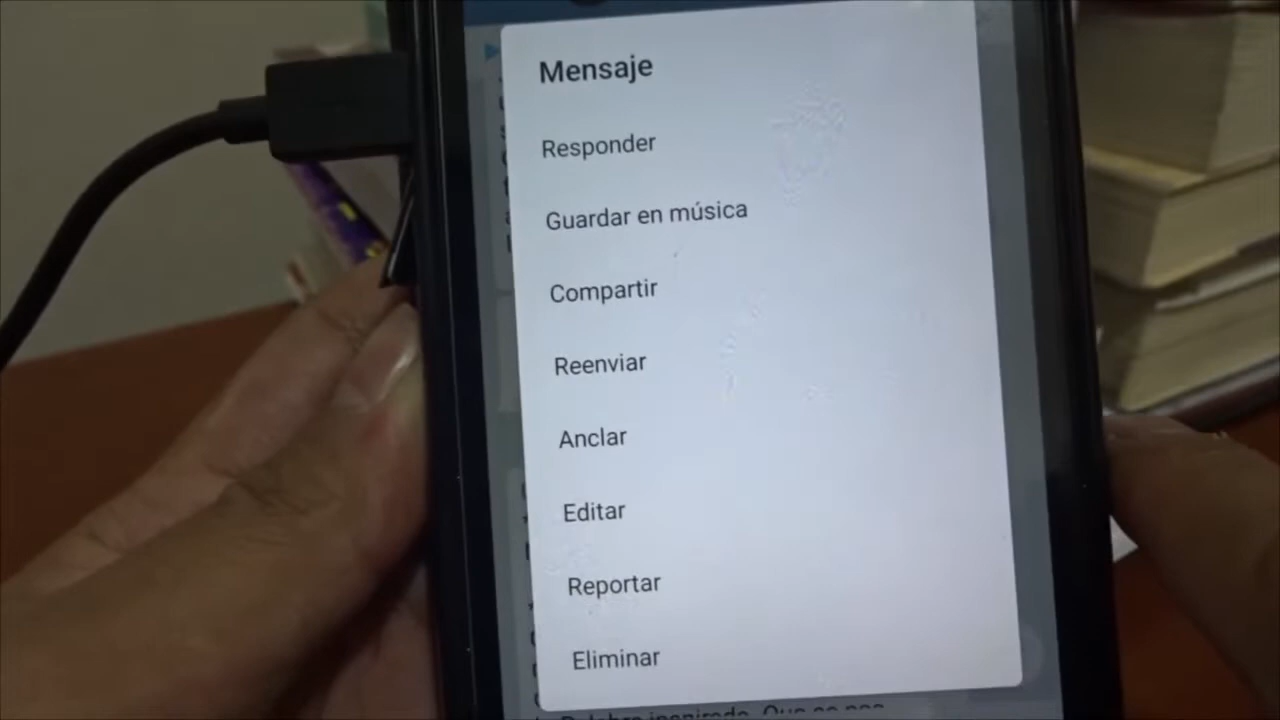 Mensaje
Responder
Guardar en música
Compartir
Reenviar
Anclar
Editar
Reportar
Eliminar